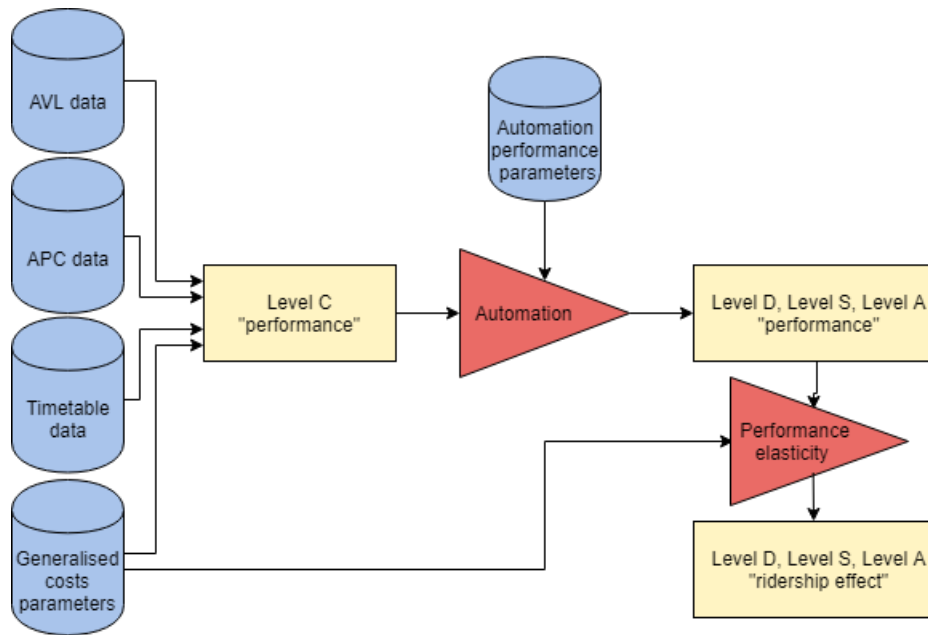 AVL data
APC data
Timetable
data
Generalised
costs
parameters
Level C
"performance"
Automation
performance
parameters
Automation
Level D, Level S, Level A
"performance"
Performance
elasticity
Level D, Level S, Level A
"ridership effect"